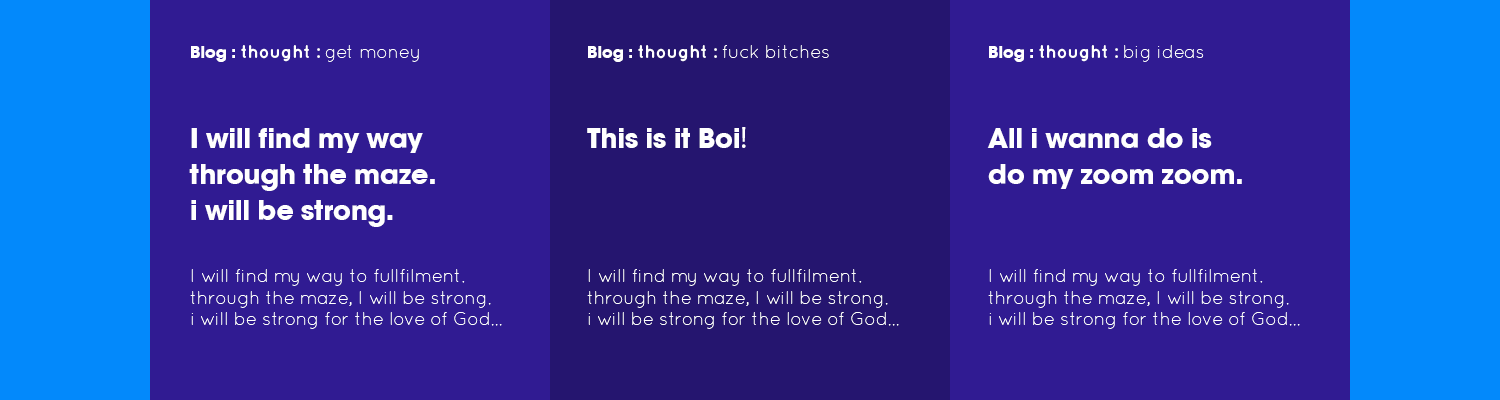 Blog : thought : get money
I will find my way
through the maze.
i will be strong.
I will find my way to fullfilment.
through the maze, I will be strong.
i will be strong for the love of God...
Blog : thought : fuck bitches
This is it Boi!
I will find my way to fullfilment.
through the maze, I will be strong.
i will be strong for the love of God...
Blog : thought : big ideas
All i wanna do is
do my zoom zoom.
I will find my way to fullfilment.
through the maze, I will be strong.
i will be strong for the love of God...